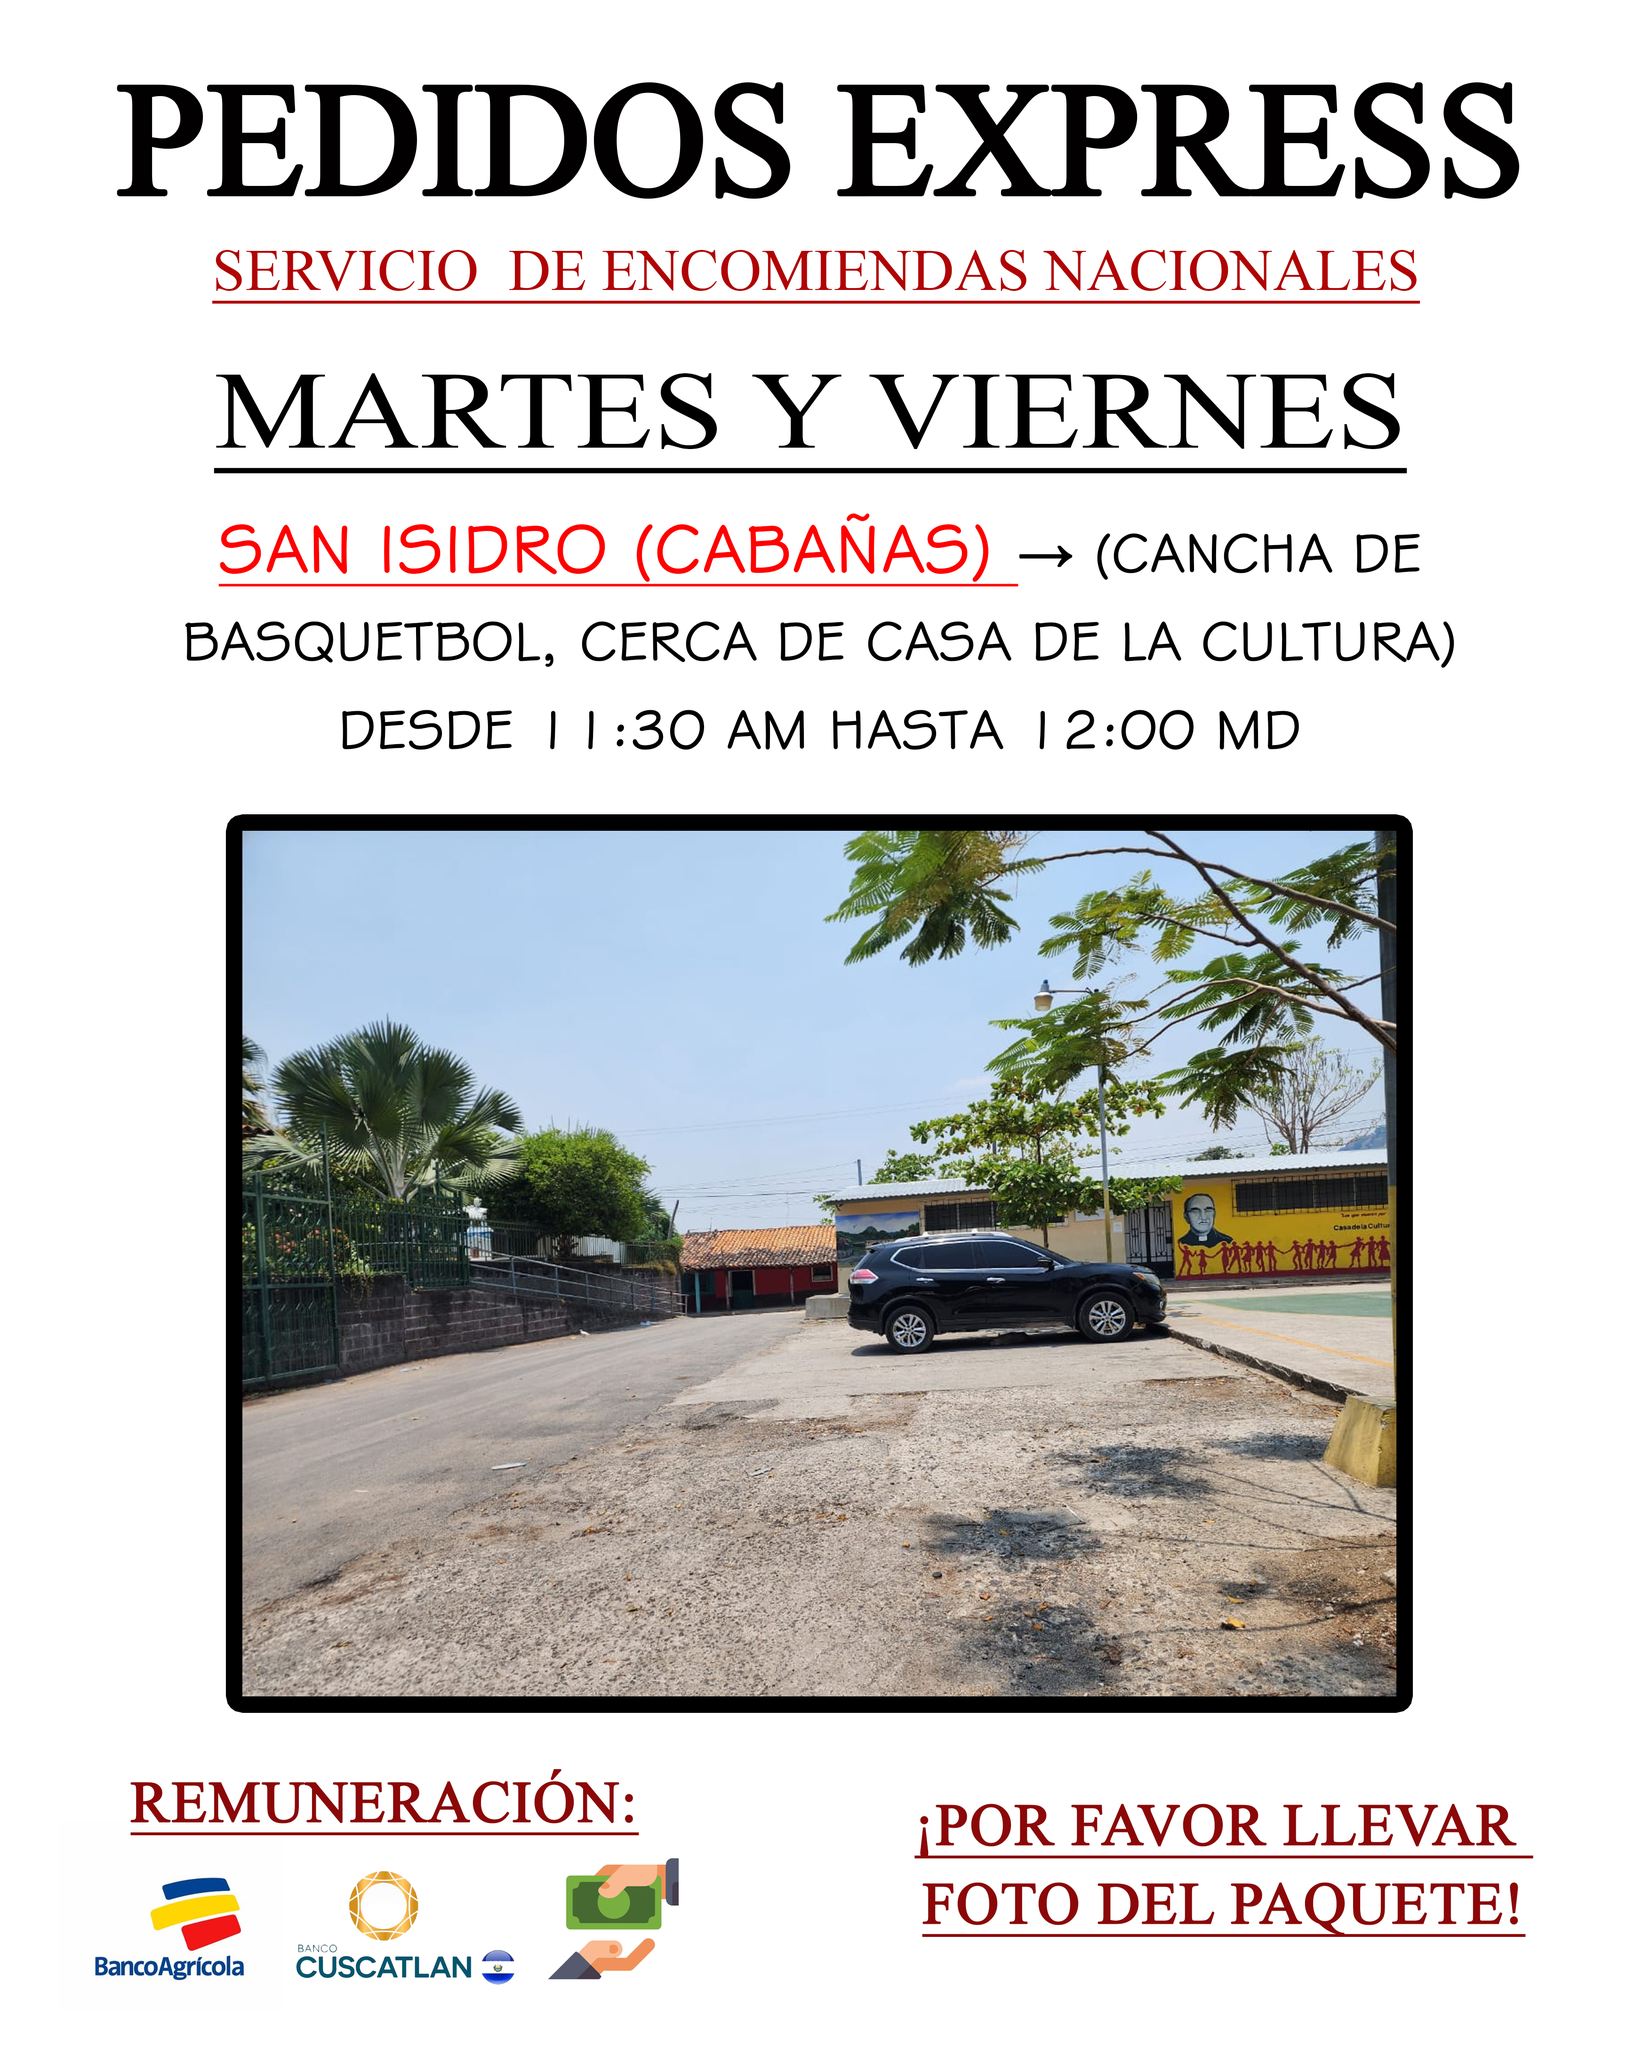 PEDIDOS EXPRESS
SERVICIO DE ENCOMIENDAS NACIONALES
MARTES Y VIERNES
SAN ISIDRO (CABAÑAS) → (CANCHA DE
BASQUETBOL, CERCA DE CASA DE LA CULTURA)
DESDE 11:30 AM HASTA 12:00 MD
Casa de la Cultu
REMUNERACIÓN:
BancoAgrícola
BANCO
CUSCATLAN
¡POR FAVOR LLEVAR
FOTO DEL PAQUETE!